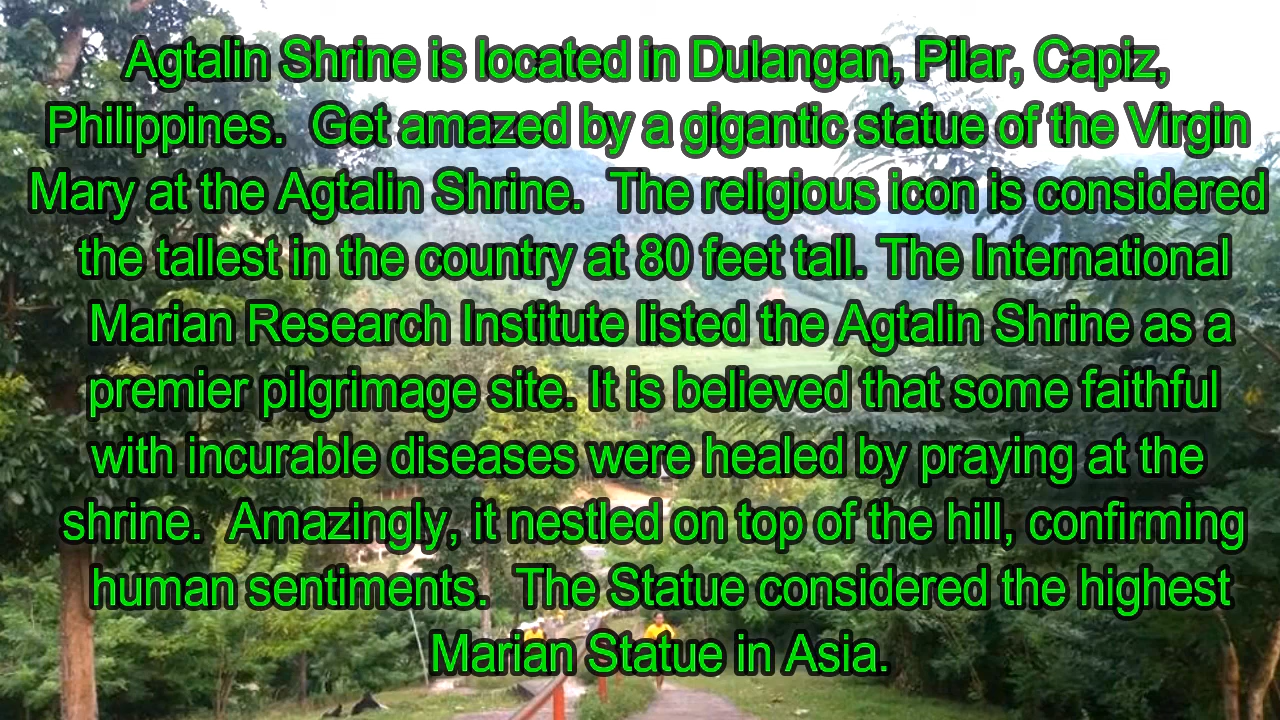 Agtalin Shrine is located in Dulangan, Pilar, Capiz,
Philippines.  Get amazed by a gigantic statue of the Virgin
Mary at the Agtalin Shrine.  The religious icon is considered
the tallest in the country at 80 feet tall. The International
Marian Research Institute listed the Agtalin Shrine as a
premier pilgrimage site. It is believed that some faithful
with incurable diseases were healed by praying at the
shrine.  Amazingly, it nestled on top of the hill, confirming
human sentiments.  The Statue considered the highest
Marian Statue in Asia.